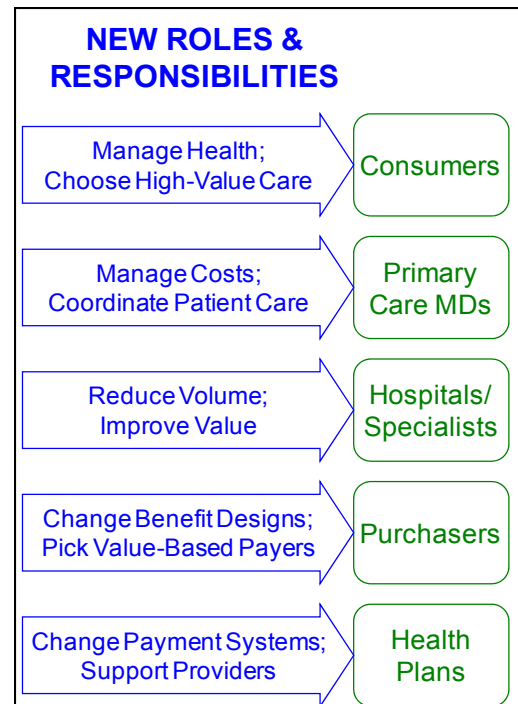 NEW ROLES &
RESPONSIBILITIES
Manage Health;
Choose High-Value Care
Consumers
Manage Costs;
Coordinate Patient Care
Primary
Care MDs
Reduce Volume;
Improve Value
Hospitals/
Specialists
Change Benefit Designs;
Pick Value-Based Payers
Purchasers
Change Payment Systems;
Support Providers
Health
Plans